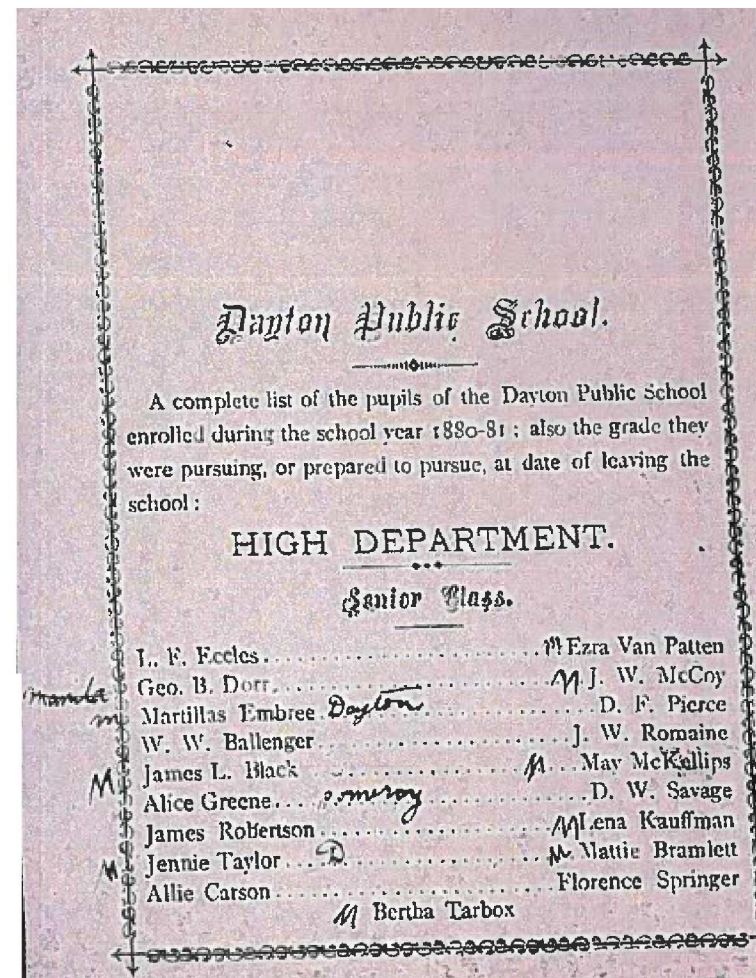 Dayton Public School.
A complete list of the pupils of the Dayton Public School
enrolled during the school year 1880-81; also the grade they
were pursuing, or prepared to pursue, at date of leaving the
school:
HIGH DEPARTMENT.
Senior Class.
L. F. Eccles.................... M Ezra Van Patten
Geo. B. Dorr.................... M J. W. McCoy
m Martillas Embree. Dayton .................... D. F. Pierce
W. W. Ballenger.................... J. W. Romaine
M James L. Black .................... M ...May McKellips
Alice Greene.... pomeroy ....................D. W. Savage
James Robertson.................... M Lena Kauffman
M Jennie Taylor... D .................... M. Mattie Bramlett
Allie Carson.................... Florence Springer
M Bertha Tarbox